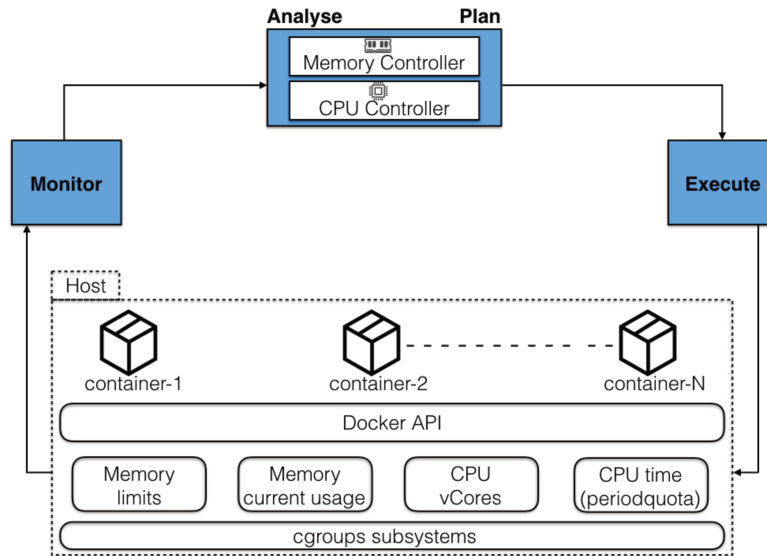 Analyse Plan
Memory Controller
CPU Controller
Monitor
Execute
Host
container-1 container-2 container-N
Docker API
Memory
limits
Memory
current usage
CPU
vCores
CPU time
(periodquota)
cgroups subsystems